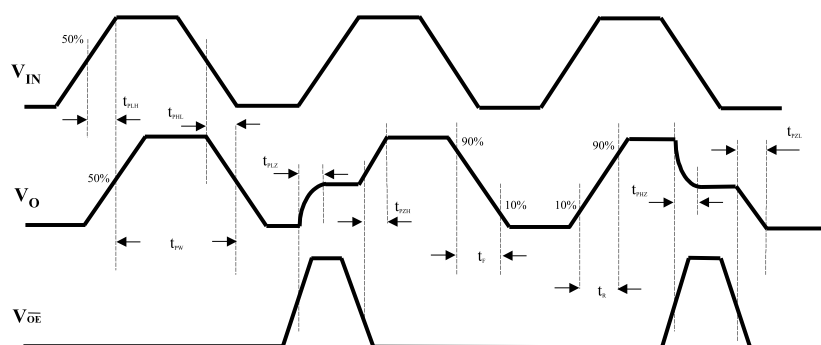 50%
V_IN
t_PLH
t_PHL
90%
90%
t_PZL
t_PLZ
50%
V_O
t_PHZ
10%
10%
t_PZH
t_PW
t_F
t_R
V_OE